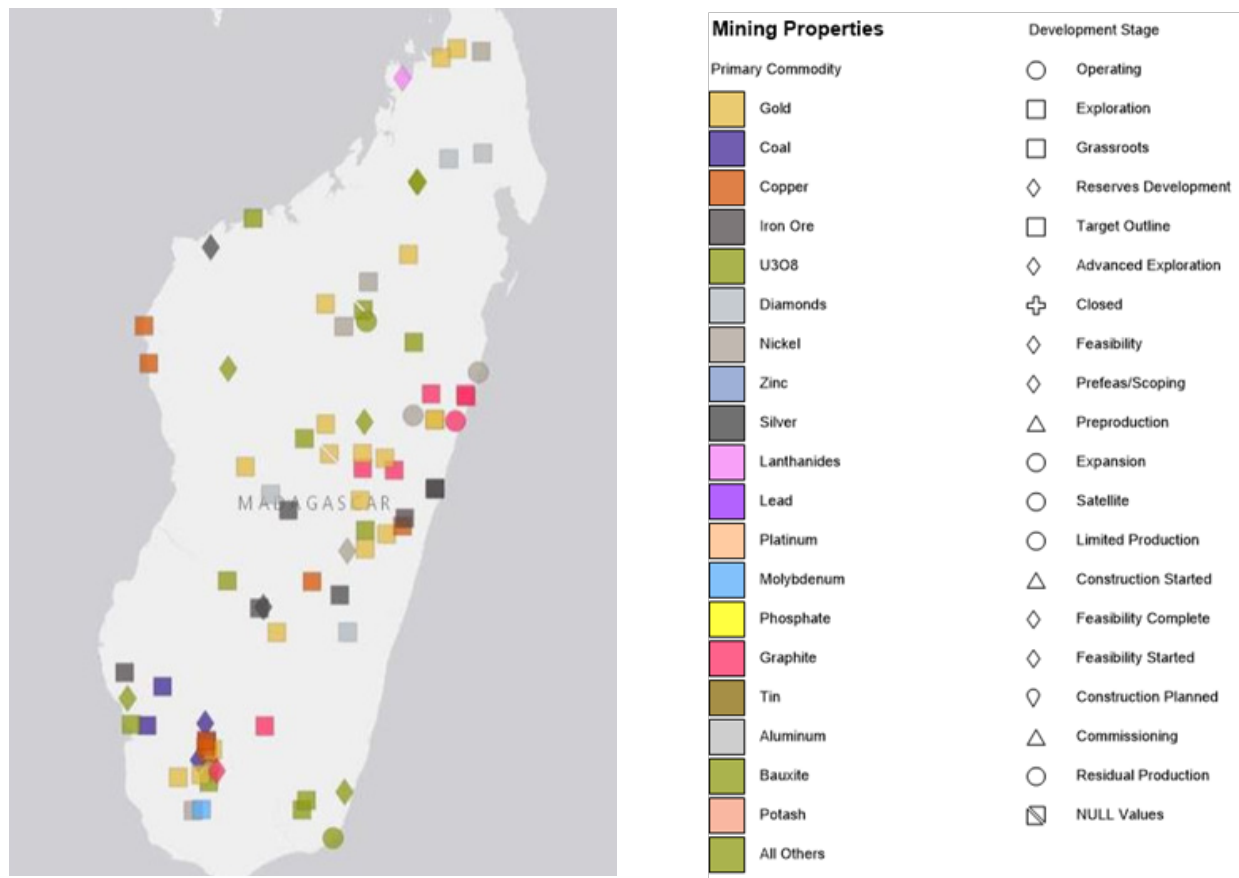 MADAGASCAR
Mining Properties
Primary Commodity
Gold
Coal
Copper
Iron Ore
U3O8
Diamonds
Nickel
Zinc
Silver
Lanthanides
Lead
Platinum
Molybdenum
Phosphate
Graphite
Tin
Aluminum
Bauxite
Potash
All Others
Development Stage
Operating
Exploration
Grassroots
Reserves Development
Target Outline
Advanced Exploration
Closed
Feasibility
Prefeas/Scoping
Preproduction
Expansion
Satellite
Limited Production
Construction Started
Feasibility Complete
Feasibility Started
Construction Planned
Commissioning
Residual Production
NULL Values